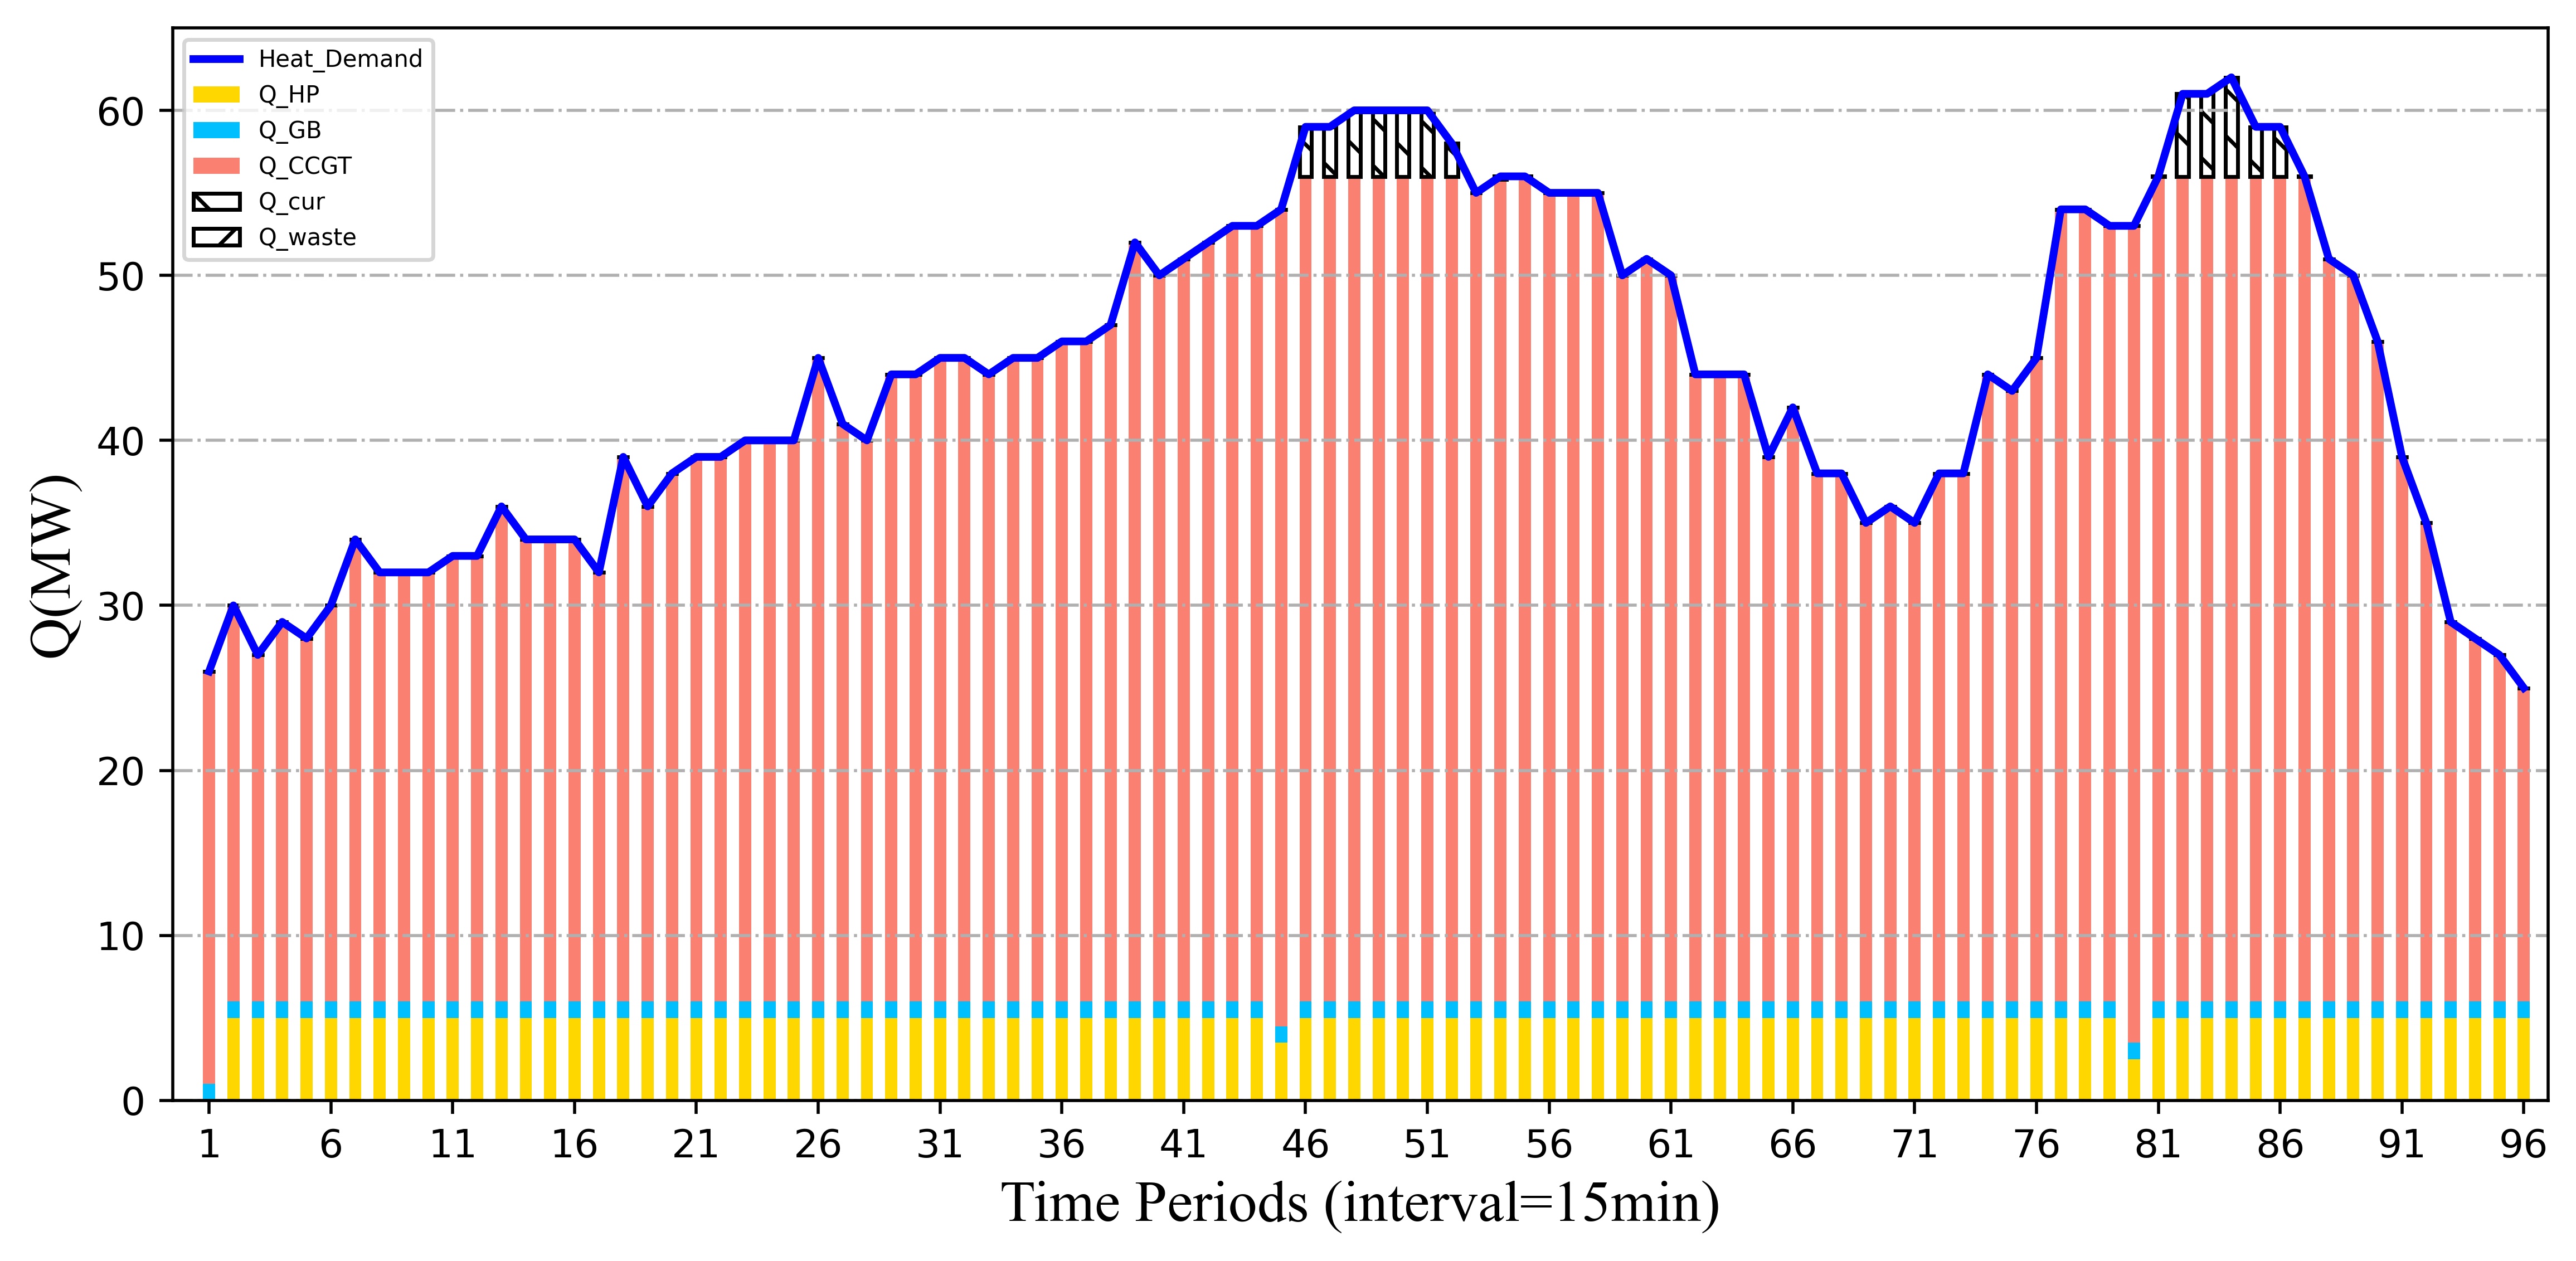 Heat_Demand
Q_HP
Q_GB
Q_CCGT
Q_cur
Q_waste
Q(MW)
60
50
40
30
20
10
0
1 6 11 16 21 26 31 36 41 46 51 56 61 66 71 76 81 86 91 96
Time Periods (interval=15min)